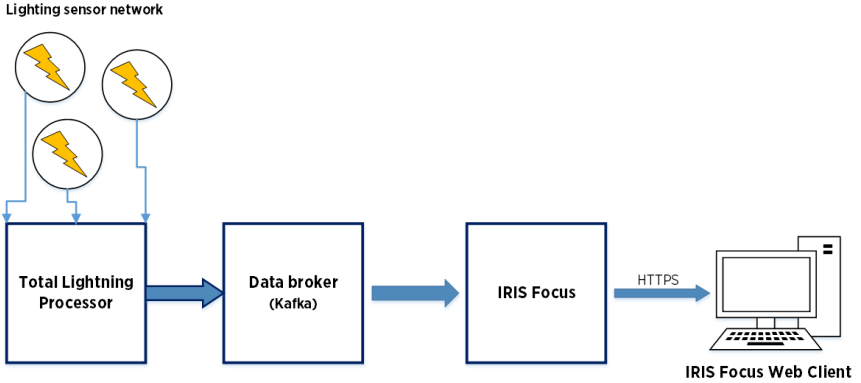 Lighting sensor network
Total Lightning
Processor
Data broker
(Kafka)
IRIS Focus
HTTPS
IRIS Focus Web Client